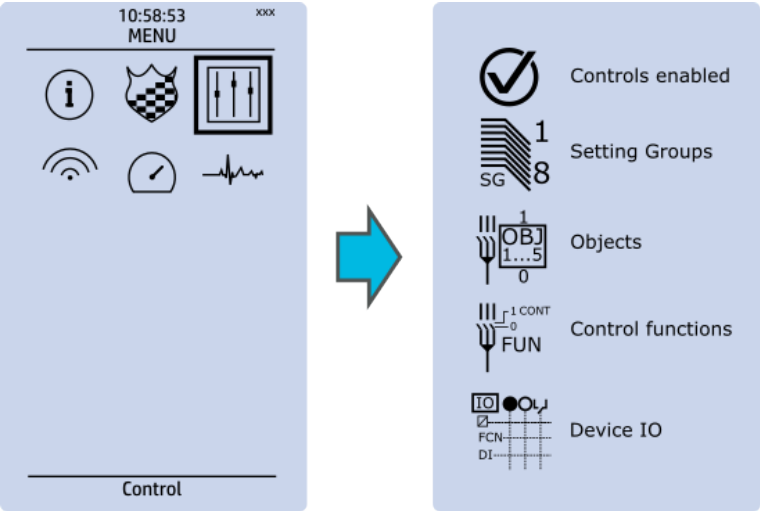 10:58:53
xxx
MENU
i
Control
Controls enabled
1
SG 8
Setting Groups
1
OBJ
1...5
0
Objects
1 CONT
0
FUN
Control functions
IO
FCN
DI
Device IO